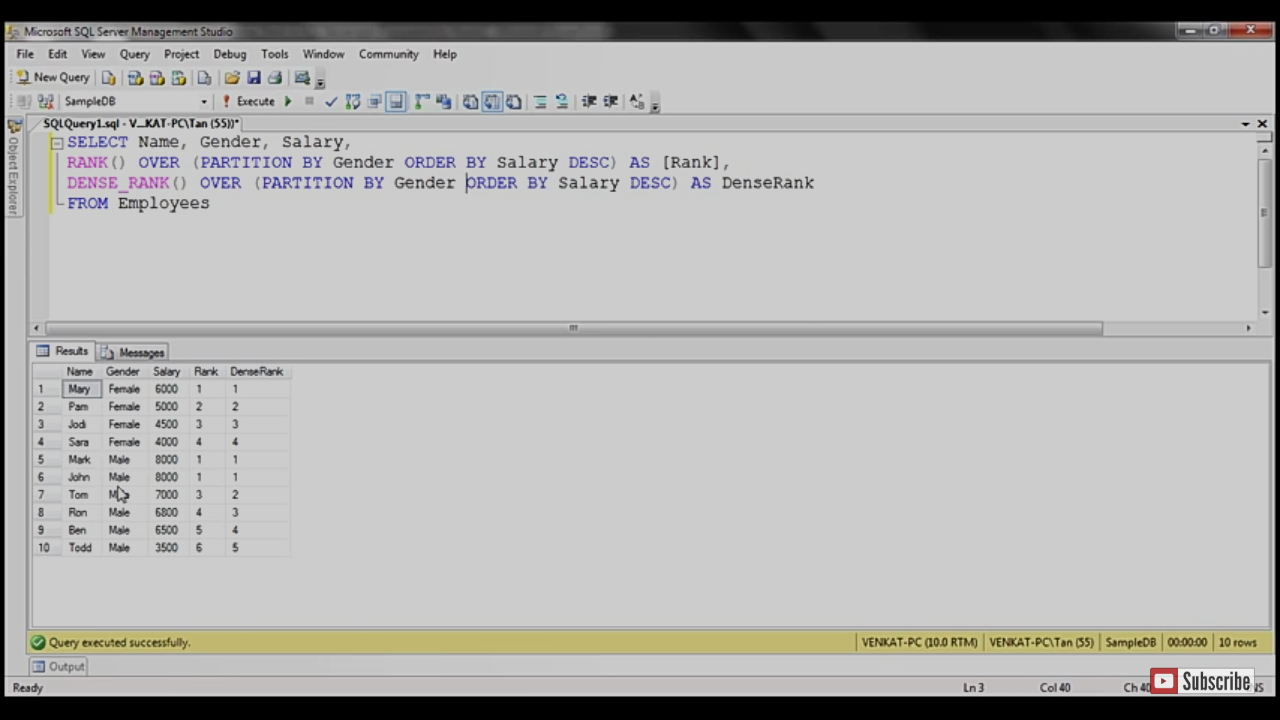 Microsoft SQL Server Management Studio
File Edit View Query Project Debug Tools Window Community Help
New Query
SampleDB Execute
SQLQuery1.sql - V...KAT-PC\Tan (55))*
Object Explorer
SELECT Name, Gender, Salary,
RANK() OVER (PARTITION BY Gender ORDER BY Salary DESC) AS [Rank],
DENSE_RANK() OVER (PARTITION BY Gender ORDER BY Salary DESC) AS DenseRank
FROM Employees
Results Messages
Name Gender Salary Rank DenseRank
1 Mary Female 6000 1 1
2 Pam Female 5000 2 2
3 Jodi Female 4500 3 3
4 Sara Female 4000 4 4
5 Mark Male 8000 1 1
6 John Male 8000 1 1
7 Tom Male 7000 3 2
8 Ron Male 6800 4 3
9 Ben Male 6500 5 4
10 Todd Male 3500 6 5
Query executed successfully. VENKAT-PC (10.0 RTM) VENKAT-PC\Tan (55) SampleDB 00:00:00 10 rows
Output
Ready Ln 3 Col 40 Ch 40
Subscribe